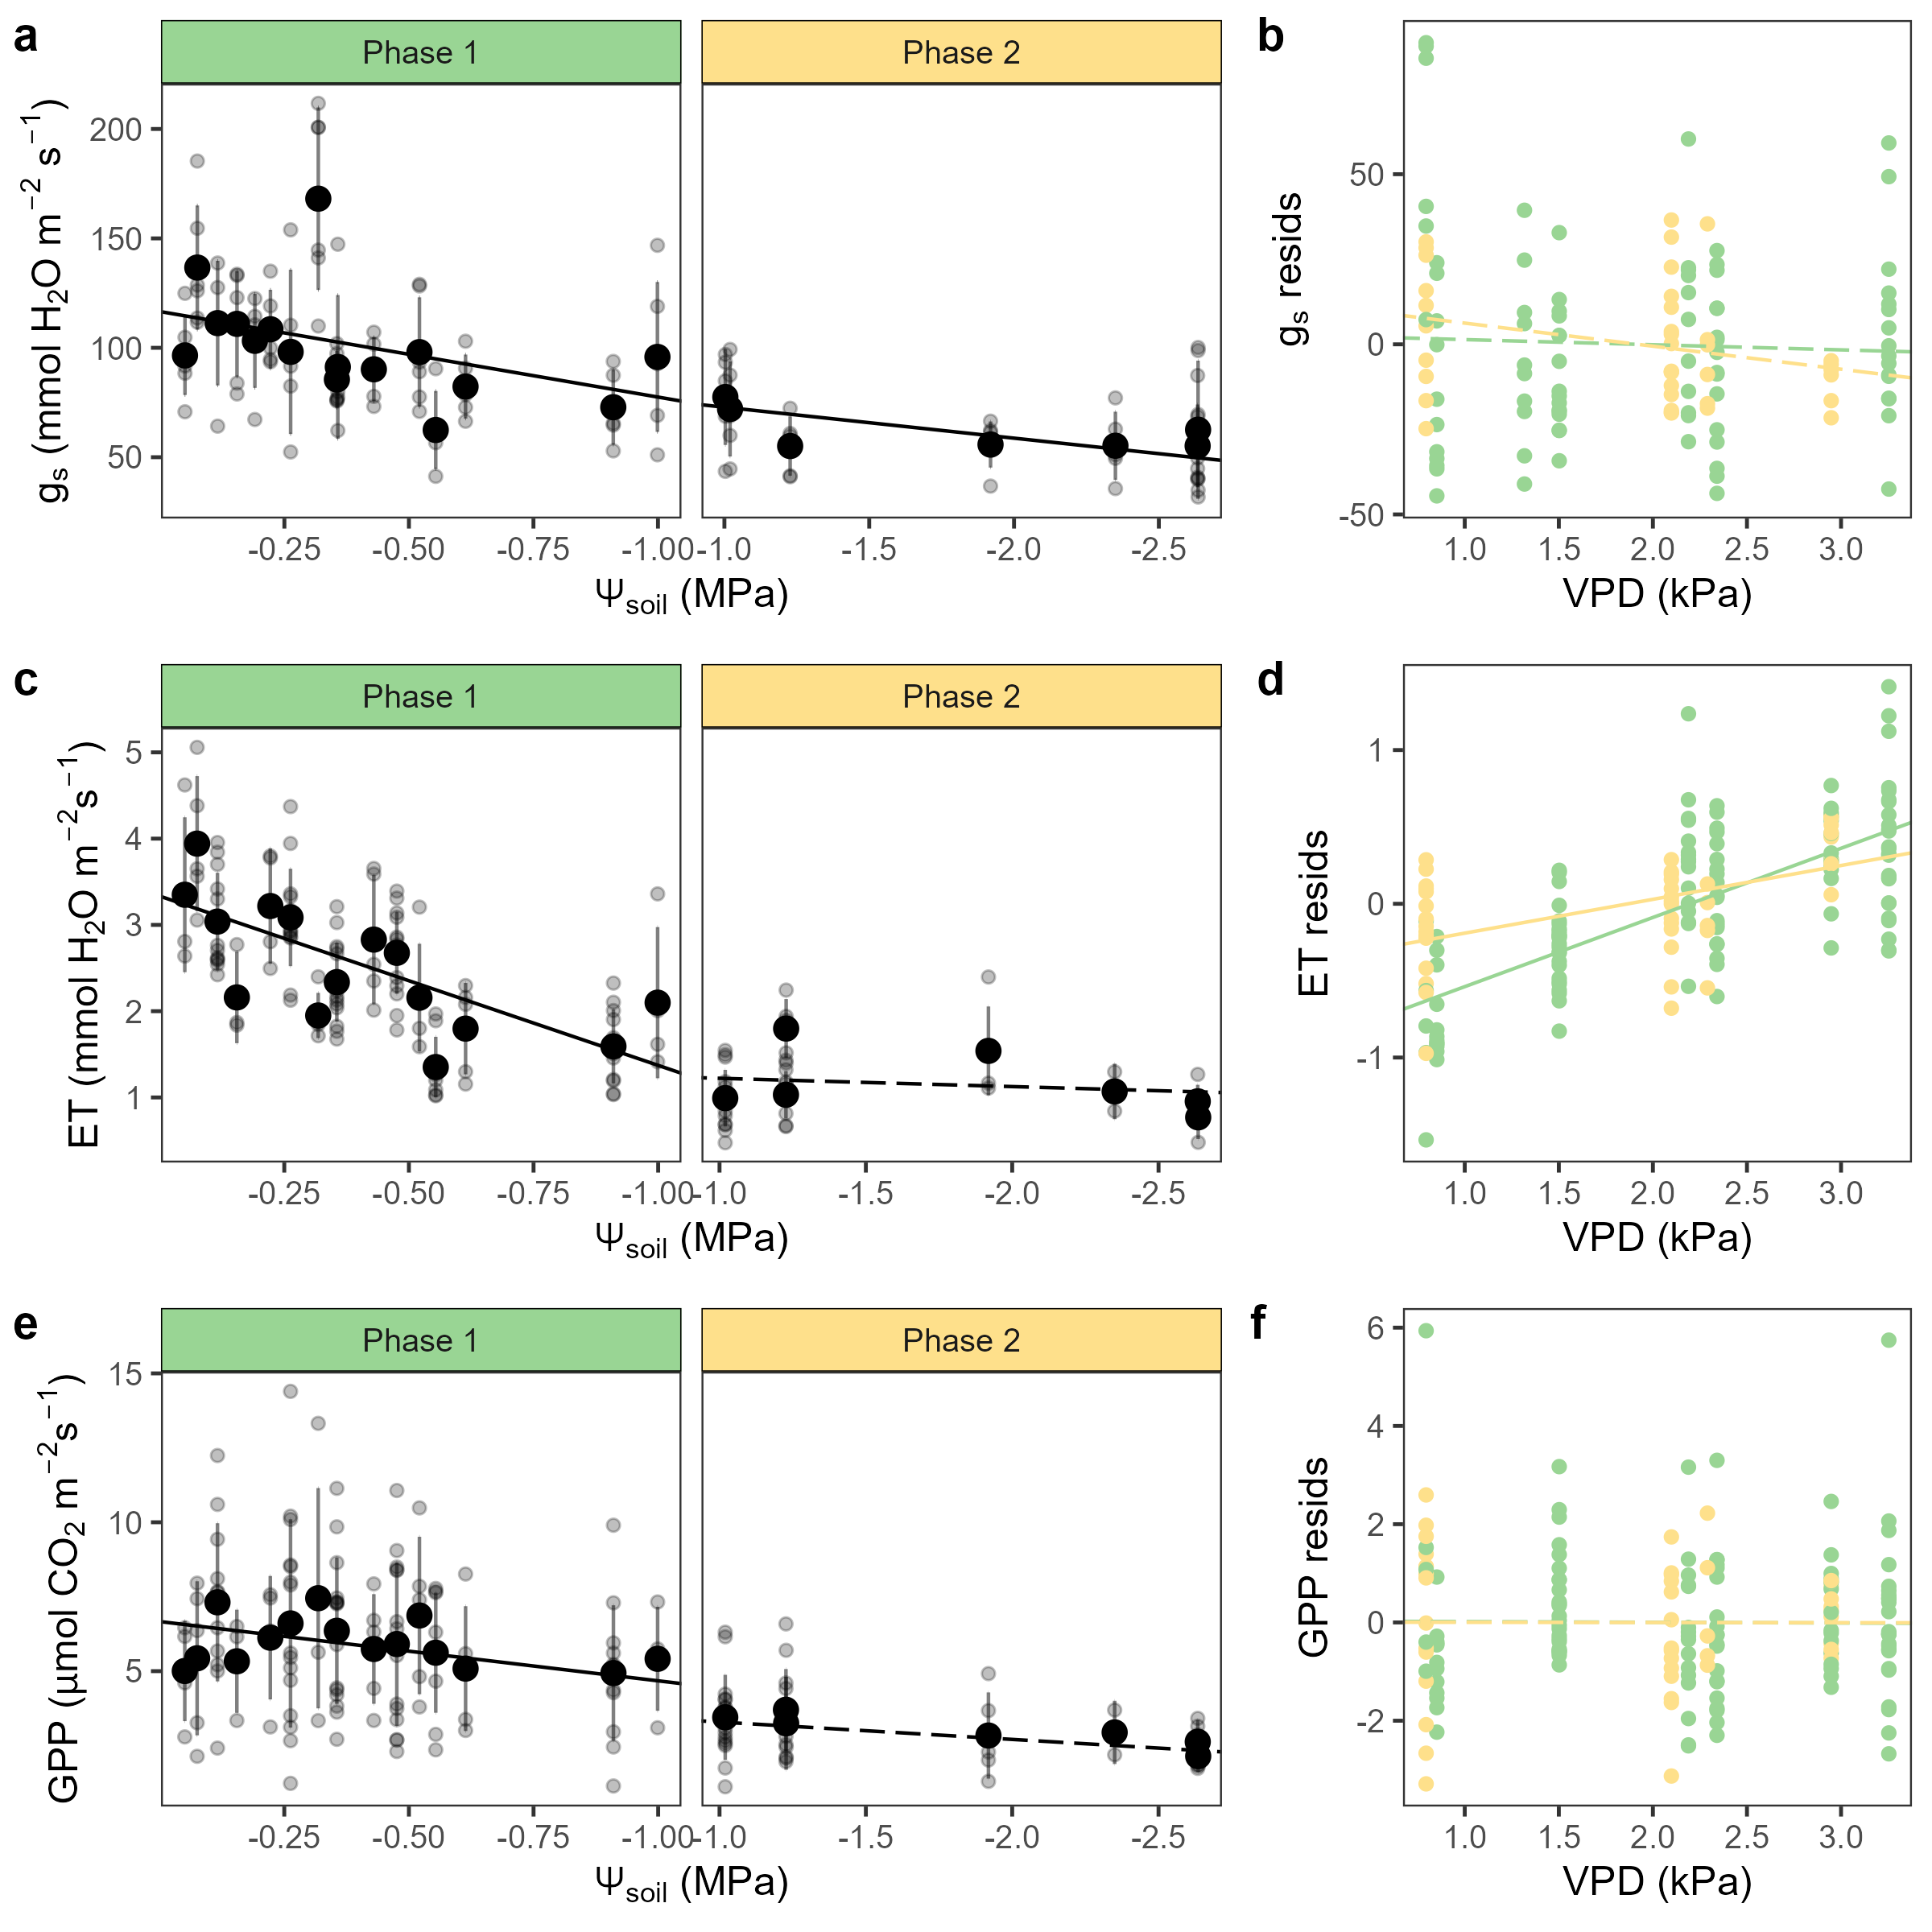 a
Phase 1
Phase 2
gₛ (mmol H₂O m⁻² s⁻¹)
200
150
100
50
-0.25 -0.50 -0.75 -1.00 -1.0 -1.5 -2.0 -2.5
Ψsoil (MPa)
b
gₛ resids
50
0
-50
1.0 1.5 2.0 2.5 3.0
VPD (kPa)
c
Phase 1
Phase 2
ET (mmol H₂O m⁻²s⁻¹)
5
4
3
2
1
-0.25 -0.50 -0.75 -1.00 -1.0 -1.5 -2.0 -2.5
Ψsoil (MPa)
d
ET resids
1
0
-1
1.0 1.5 2.0 2.5 3.0
VPD (kPa)
e
Phase 1
Phase 2
GPP (µmol CO₂ m⁻²s⁻¹)
15
10
5
-0.25 -0.50 -0.75 -1.00 -1.0 -1.5 -2.0 -2.5
Ψsoil (MPa)
f
GPP resids
6
4
2
0
-2
1.0 1.5 2.0 2.5 3.0
VPD (kPa)